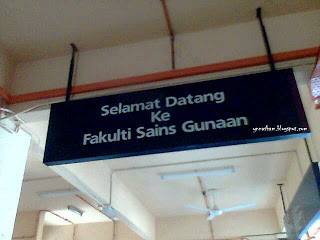 Selamat Datang
Ke
Fakulti Sains Gunaan